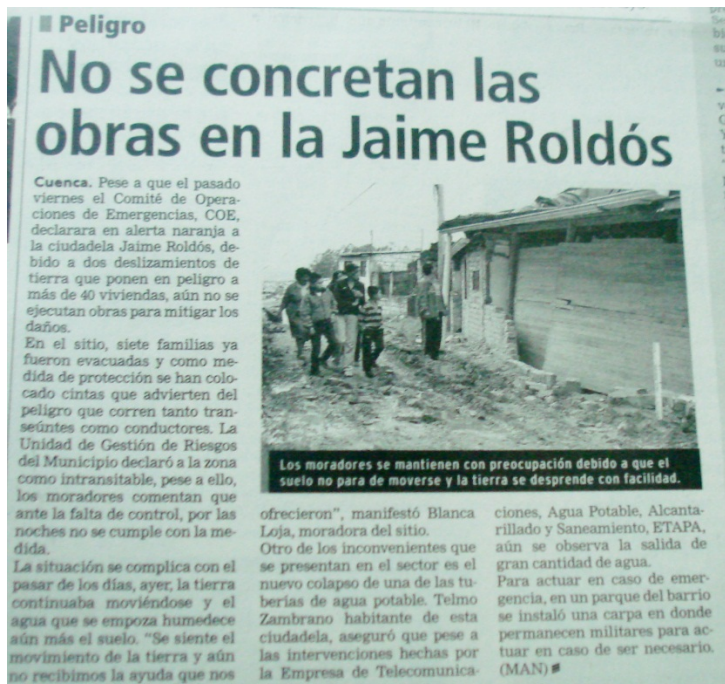 Peligro
No se concretan las
obras en la Jaime Roldós
Cuenca. Pese a que el pasado
viernes el Comité de Opera-
ciones de Emergencias, COE,
declarara en alerta naranja a
la ciudadela Jaime Roldós, de-
bido a dos deslizamientos de
tierra que ponen en peligro a
más de 40 viviendas, aún no se
ejecutan obras para mitigar los
daños.
En el sitio, siete familias ya
fueron evacuadas y como me-
dida de protección se han colo-
cado cintas que advierten del
peligro que corren tanto tran-
seúntes como conductores. La
Unidad de Gestión de Riesgos
del Municipio declaró a la zona
como intransitable, pese a ello,
los moradores comentan que
ante la falta de control, por las
noches no se cumple con la me-
dida.
La situación se complica con el
pasar de los días, ayer, la tierra
continuaba moviéndose y el
agua que se empoza humedece
aún más el suelo. “Se siente el
movimiento de la tierra y aún
no recibimos la ayuda que nos
Los moradores se mantienen con preocupación debido a que el
suelo no para de moverse y la tierra se desprende con facilidad.
ofrecieron”, manifestó Blanca
Loja, moradora del sitio.
Otro de los inconvenientes que
se presentan en el sector es el
nuevo colapso de una de las tu-
berías de agua potable. Telmo
Zambrano habitante de esta
ciudadela, aseguró que pese a
las intervenciones hechas por
la Empresa de Telecomunica-
ciones, Agua Potable, Alcanta-
rillado y Saneamiento, ETAPA,
aún se observa la salida de
gran cantidad de agua.
Para actuar en caso de emer-
gencia, en un parque del barrio
se instaló una carpa en donde
permanecen militares para ac-
tuar en caso de ser necesario.
(MAN)